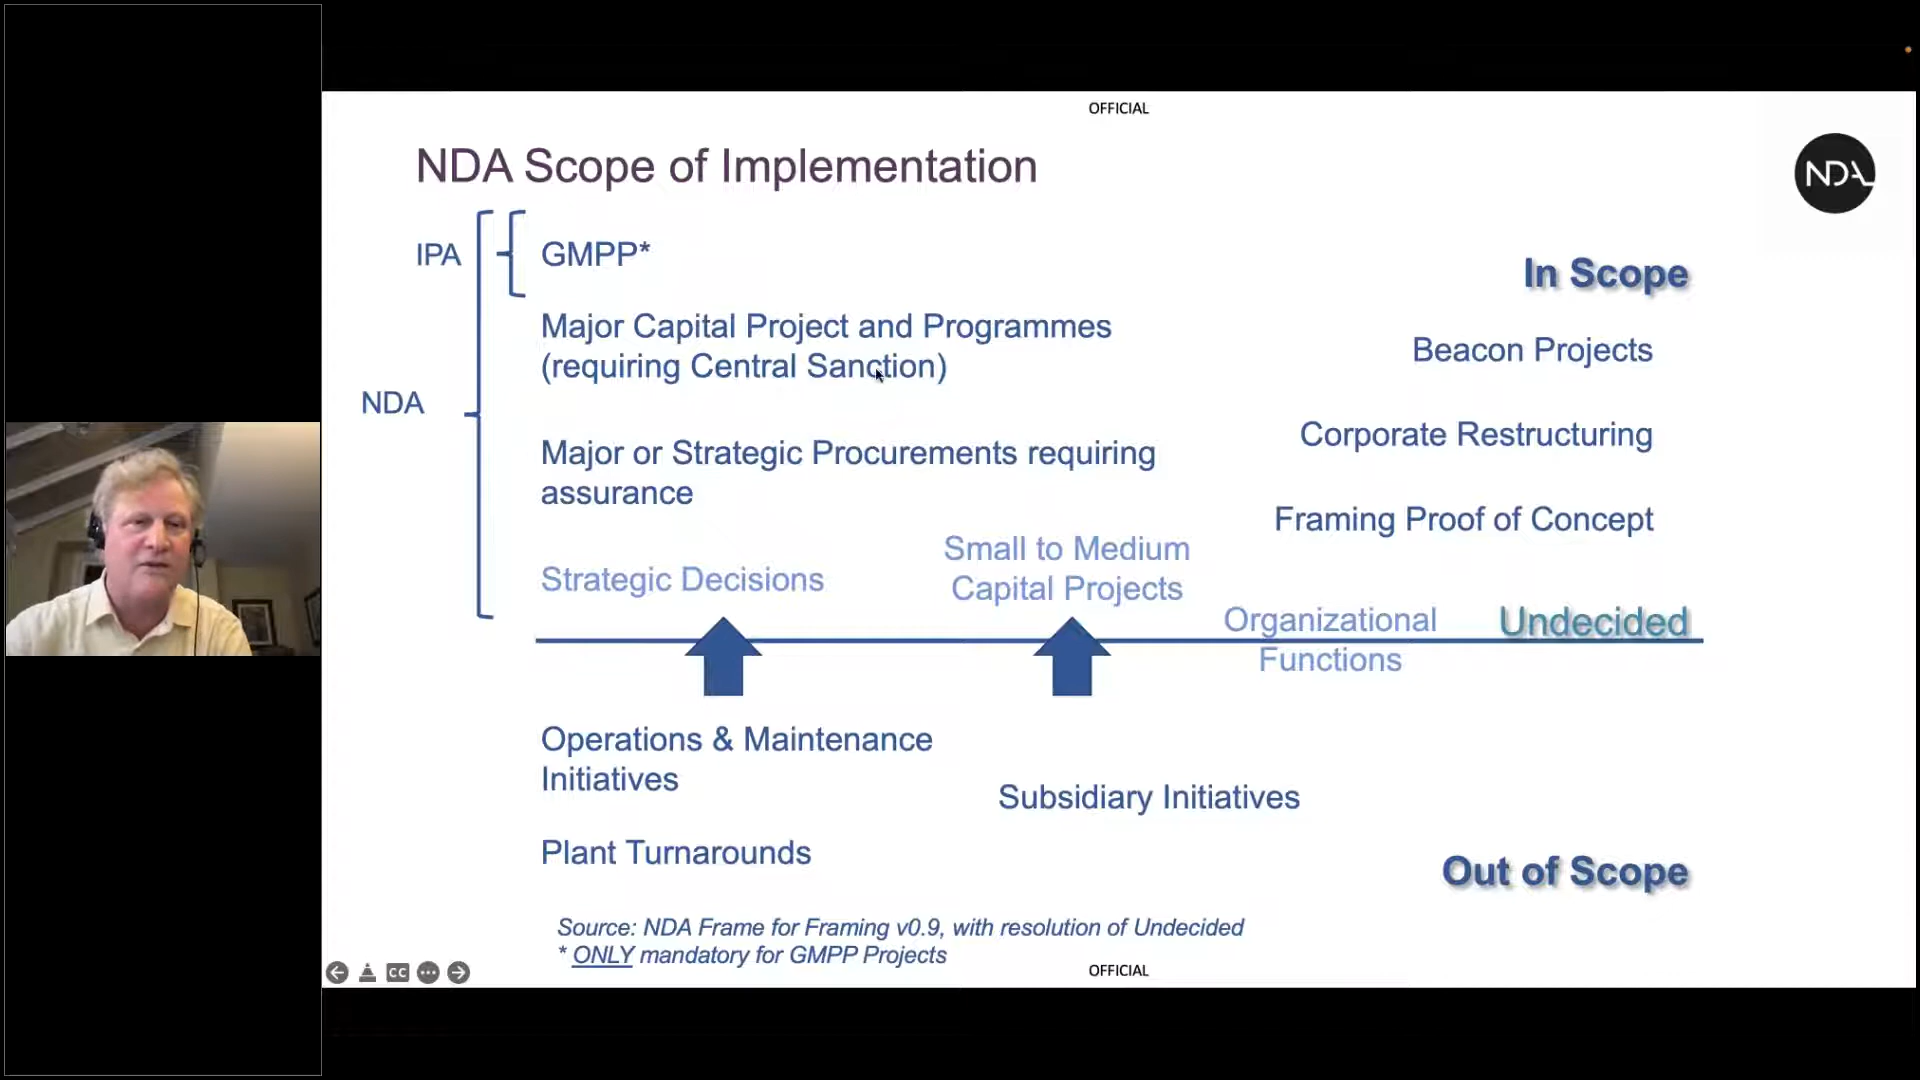 OFFICIAL
NDA Scope of Implementation
NDA
IPA
GMPP*
In Scope
Major Capital Project and Programmes
(requiring Central Sanction)
Beacon Projects
NDA
Corporate Restructuring
Major or Strategic Procurements requiring
assurance
Framing Proof of Concept
Strategic Decisions
Small to Medium
Capital Projects
Organizational
Functions
Undecided
Operations & Maintenance
Initiatives
Subsidiary Initiatives
Plant Turnarounds
Out of Scope
Source: NDA Frame for Framing v0.9, with resolution of Undecided
* ONLY mandatory for GMPP Projects
CC
OFFICIAL